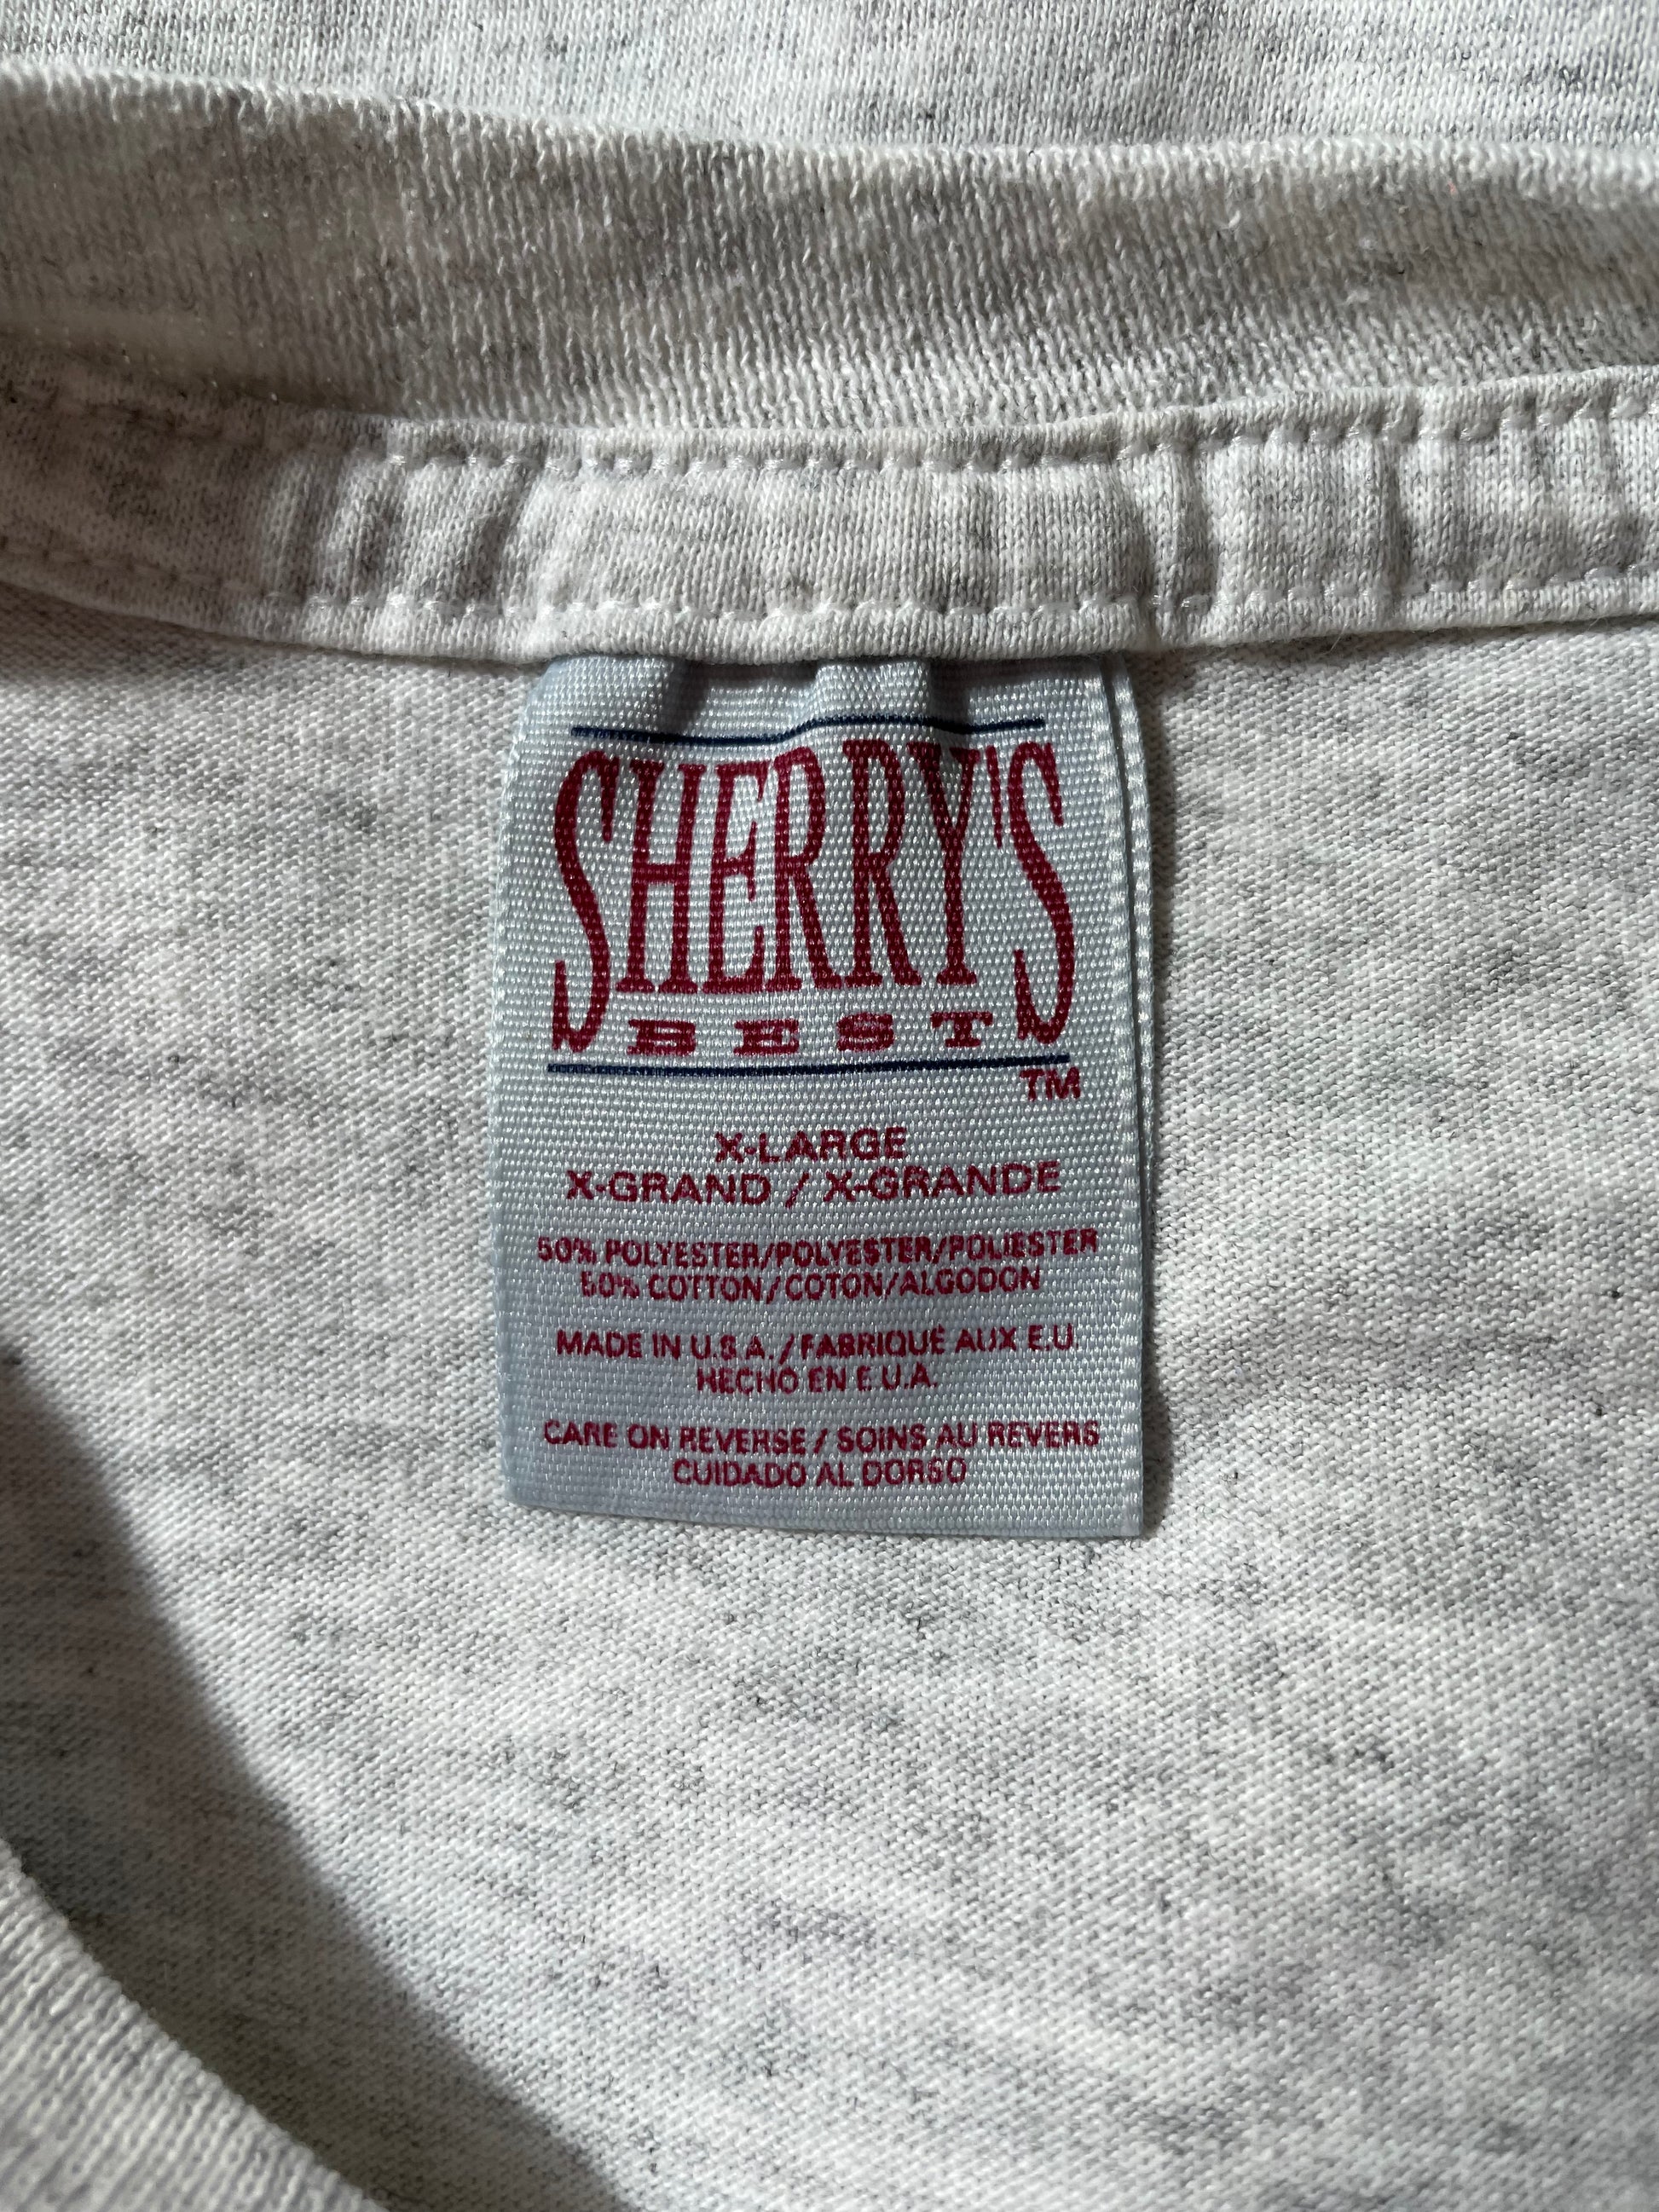 SHERRY'S
BEST
TM
X-LARGE
X-GRAND / X-GRANDE
50% POLYESTER/POLYESTER/POLIESTER
50% COTTON/COTON/ALGODON
MADE IN U.S.A. / FABRIQUÉ AUX E.U.
HECHO EN E.U.A.
CARE ON REVERSE / SOINS AU REVERS
CUIDADO AL DORSO